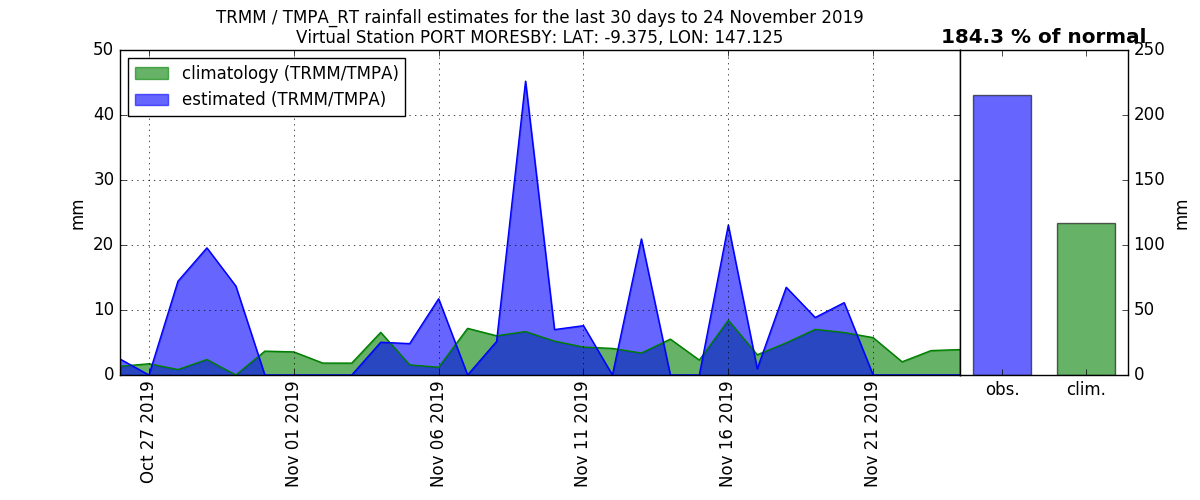 TRMM / TMPA_RT rainfall estimates for the last 30 days to 24 November 2019
Virtual Station PORT MORESBY: LAT: -9.375, LON: 147.125
184.3 % of normal
climatology (TRMM/TMPA)
estimated (TRMM/TMPA)
mm
50
40
30
20
10
0
Oct 27 2019
Nov 01 2019
Nov 06 2019
Nov 11 2019
Nov 16 2019
Nov 21 2019
obs.
clim.
250
200
150
100
50
0
mm